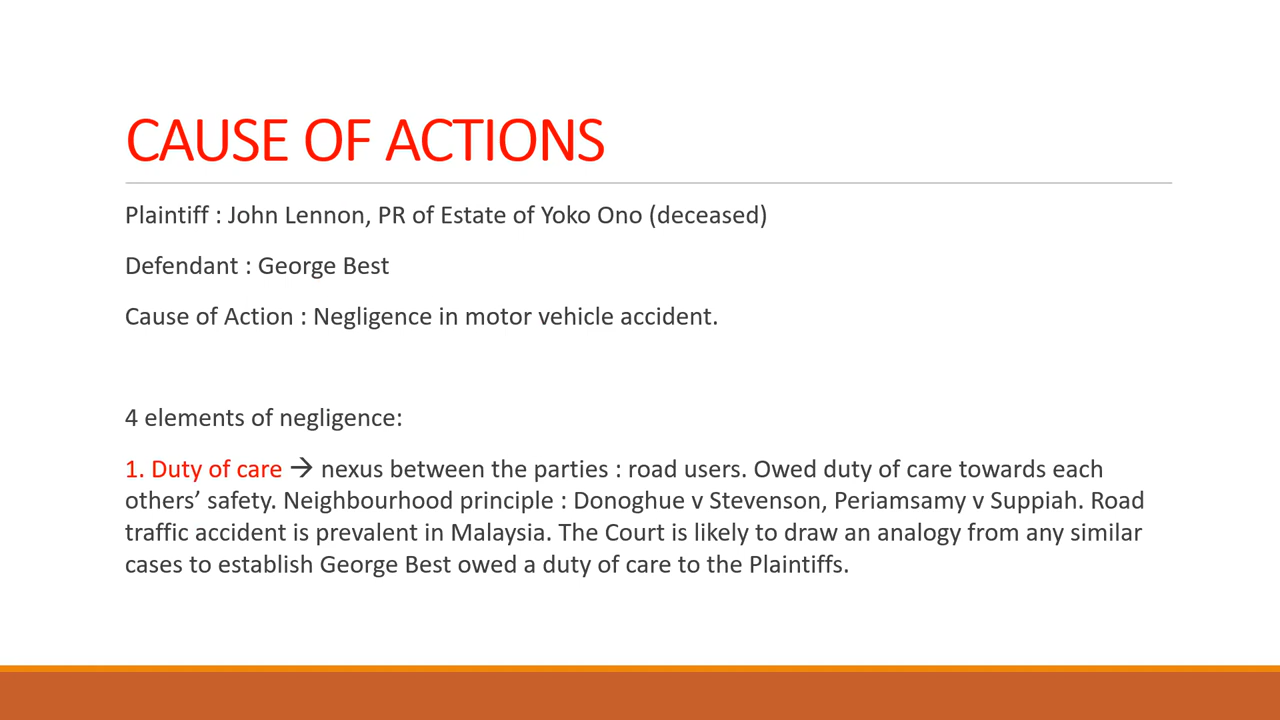 CAUSE OF ACTIONS
Plaintiff : John Lennon, PR of Estate of Yoko Ono (deceased)
Defendant : George Best
Cause of Action : Negligence in motor vehicle accident.
4 elements of negligence:
1. Duty of care → nexus between the parties : road users. Owed duty of care towards each
others’ safety. Neighbourhood principle : Donoghue v Stevenson, Periamsamy v Suppiah. Road
traffic accident is prevalent in Malaysia. The Court is likely to draw an analogy from any similar
cases to establish George Best owed a duty of care to the Plaintiffs.